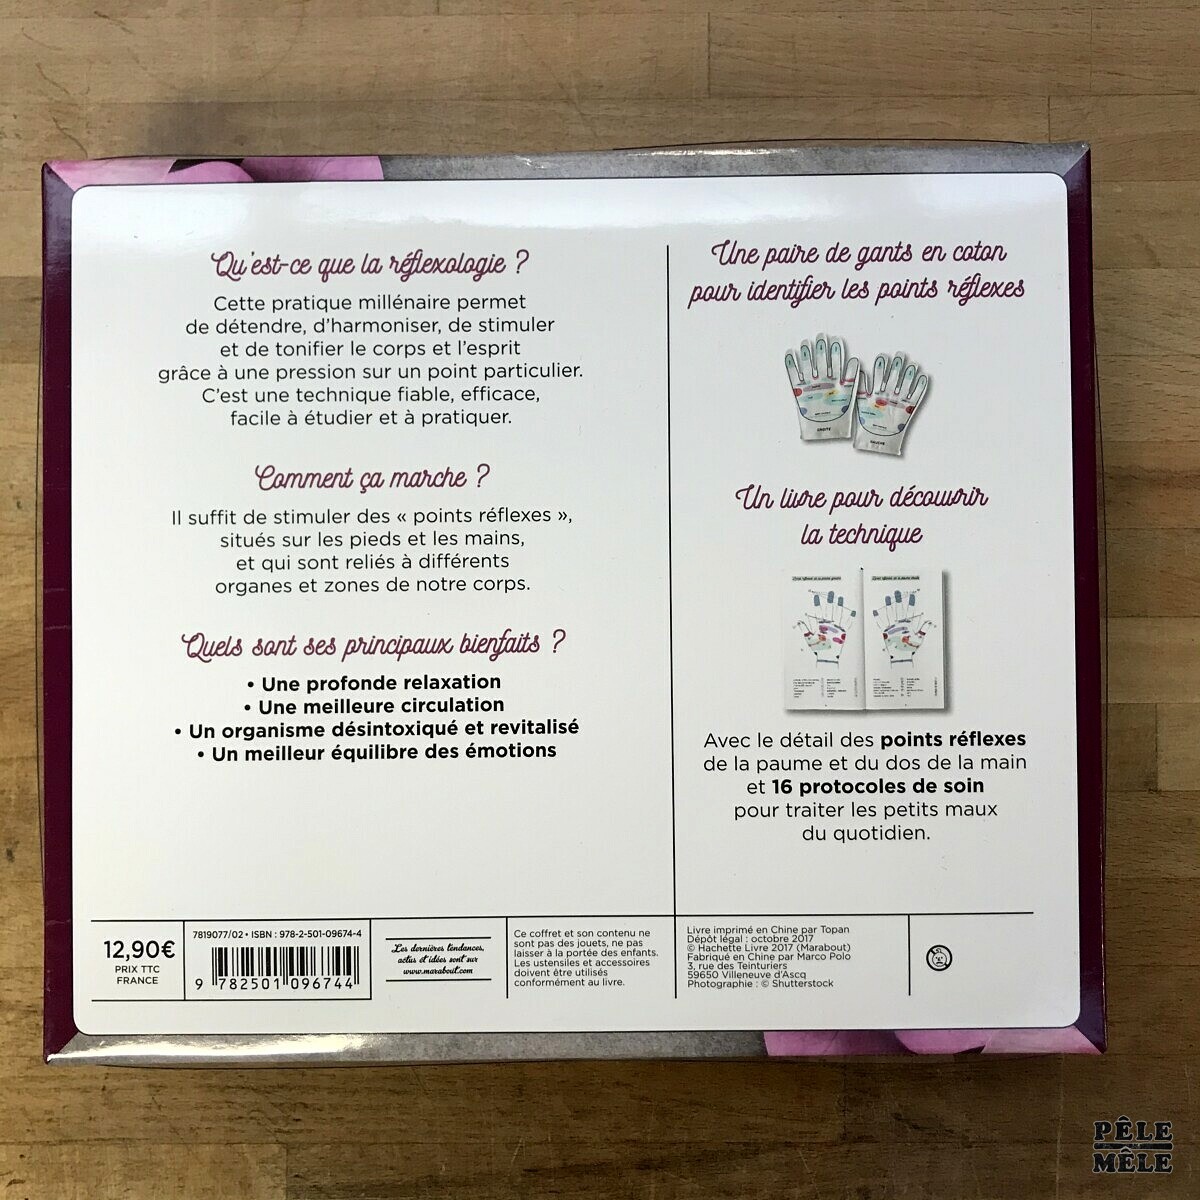 Qu'est-ce que la réflexologie ?
Cette pratique millénaire permet
de détendre, d'harmoniser, de stimuler
et de tonifier le corps et l'esprit
grâce à une pression sur un point particulier.
C'est une technique fiable, efficace,
facile à étudier et à pratiquer.
Comment ça marche ?
Il suffit de stimuler des « points réflexes »,
situés sur les pieds et les mains,
et qui sont reliés à différents
organes et zones de notre corps.
Quels sont ses principaux bienfaits ?
• Une profonde relaxation
• Une meilleure circulation
• Un organisme désintoxiqué et revitalisé
• Un meilleur équilibre des émotions
Une paire de gants en coton
pour identifier les points réflexes
DROITE
GAUCHE
Un livre pour découvrir
la technique
Avec le détail des points réflexes
de la paume et du dos de la main
et 16 protocoles de soin
pour traiter les petits maux
du quotidien.
12,90€
PRIX TTC
FRANCE
7819077/02 • ISBN : 978-2-501-09674-4
9 782501 096744
Les dernières tendances,
actus et idées sont sur
www.marabout.com
Ce coffret et son contenu ne
sont pas des jouets, ne pas
laisser à la portée des enfants.
Les ustensiles et accessoires
doivent être utilisés
conformément au livre.
Livre imprimé en Chine par Topan
Dépôt légal : octobre 2017
© Hachette Livre 2017 (Marabout)
Fabriqué en Chine par Marco Polo
3, rue des Teinturiers
59650 Villeneuve d'Ascq
Photographie : © Shutterstock
PÊLE
MÊLE